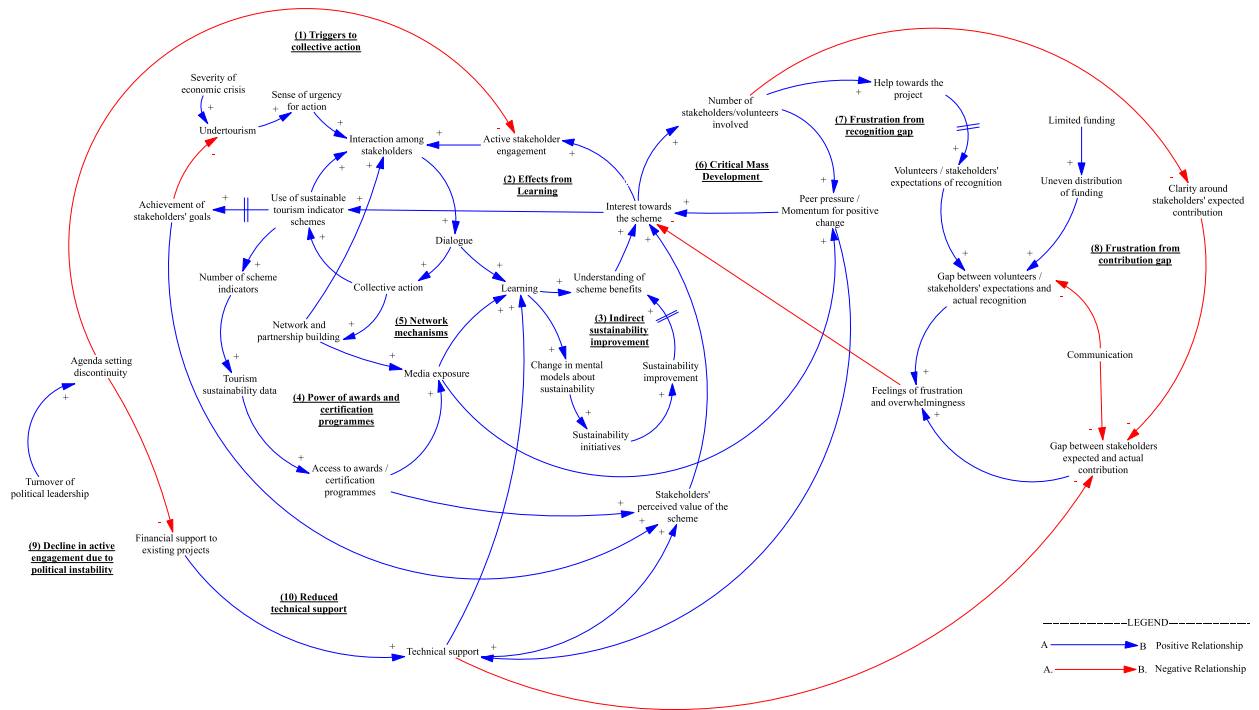 (1) Triggers to
collective action
Severity of
economic crisis
Sense of urgency
for action
Undertourism
Interaction among
stakeholders
Active stakeholder
engagement
Number of
stakeholders/volunteers
involved
Help towards the
project
(7) Frustration from
recognition gap
Limited funding
(2) Effects from
Learning
(6) Critical Mass
Development
Volunteers / stakeholders'
expectations of recognition
Uneven distribution
of funding
Clarity around
stakeholders' expected
contribution
Achievement of
stakeholders' goals
Use of sustainable
tourism indicator
schemes
Interest towards
the scheme
Peer pressure /
Momentum for positive
change
Dialogue
(8) Frustration from
contribution gap
Number of scheme
indicators
Collective action
Learning
Understanding of
scheme benefits
Gap between volunteers /
stakeholders' expectations and
actual recognition
Network and
partnership building
(5) Network
mechanisms
(3) Indirect
sustainability
improvement
Agenda setting
discontinuity
Tourism
sustainability data
Media exposure
Change in mental
models about
sustainability
Sustainability
improvement
Communication
(4) Power of awards and
certification
programmes
Feelings of frustration
and overwhelmingness
Sustainability
initiatives
Gap between stakeholders
expected and actual
contribution
Turnover of
political leadership
Access to awards /
certification
programmes
Stakeholders'
perceived value of the
scheme
(9) Decline in active
engagement due to
political instability
Financial support to
existing projects
(10) Reduced
technical support
Technical support
LEGEND
A B Positive Relationship
A. B. Negative Relationship